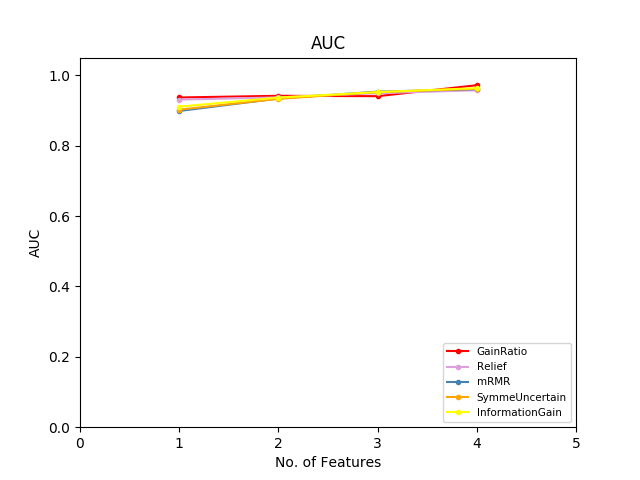 AUC
1.0
0.8
0.6
0.4
0.2
0.0
AUC
0 1 2 3 4 5
No. of Features
GainRatio
Relief
mRMR
SymmeUncertain
InformationGain